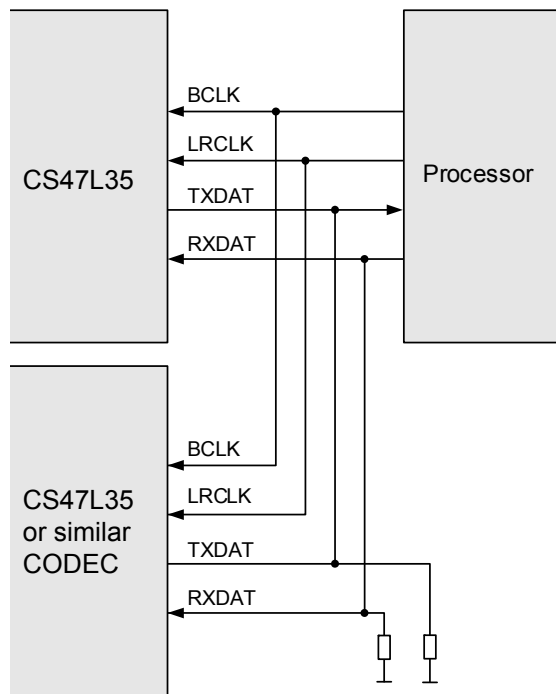 BCLK
LRCLK
CS47L35
Processor
TXDAT
RXDAT
BCLK
CS47L35
LRCLK
or similar
TXDAT
CODEC
RXDAT